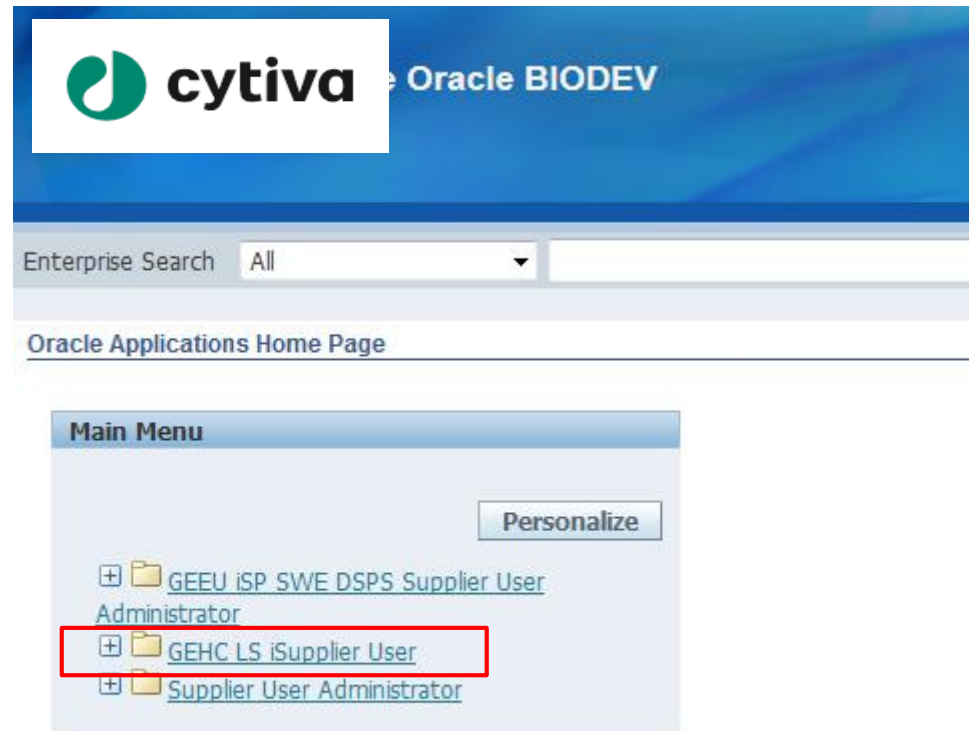 cytiva
Oracle BIODEV
Enterprise Search All
Oracle Applications Home Page
Main Menu
Personalize
GEEU iSP SWE DSPS Supplier User
Administrator
GEHC LS iSupplier User
Supplier User Administrator